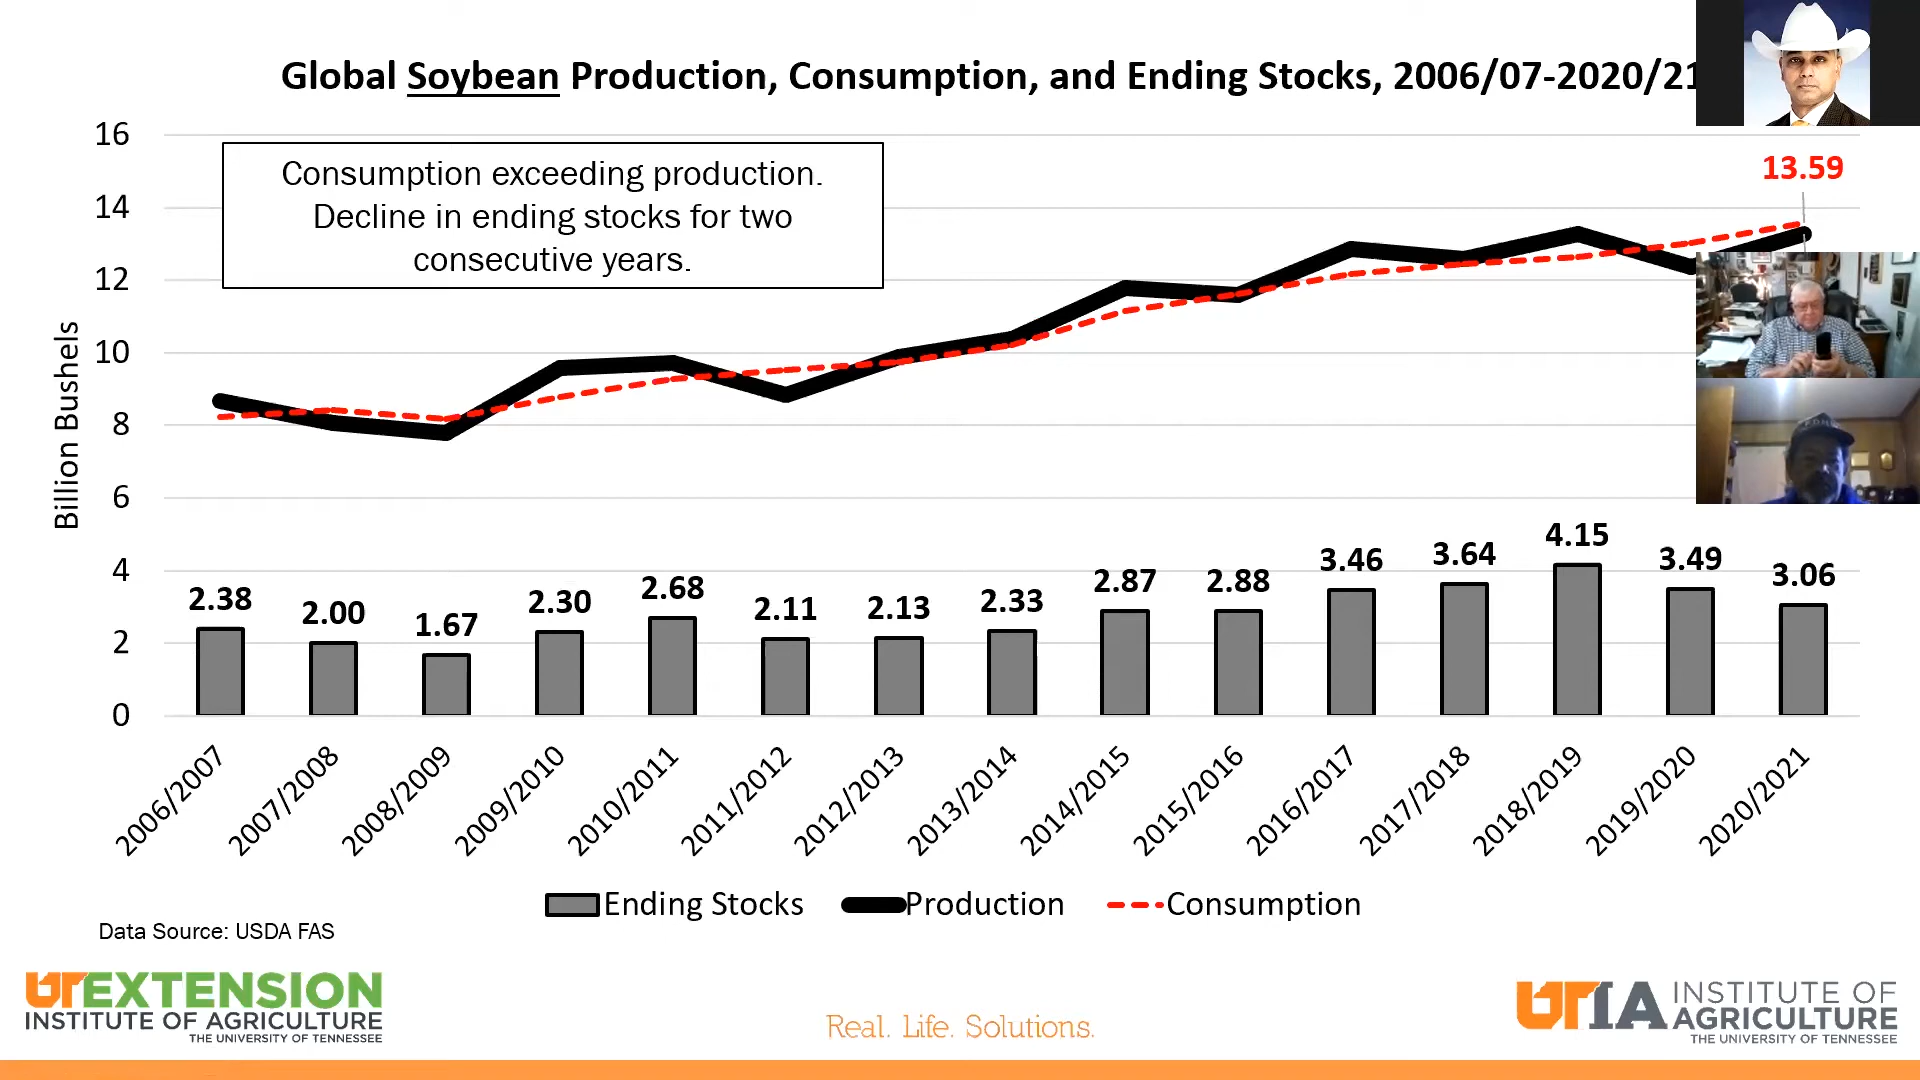 Global Soybean Production, Consumption, and Ending Stocks, 2006/07-2020/21
16
14
12
10
8
6
4
2
0
Billion Bushels
Consumption exceeding production.
Decline in ending stocks for two
consecutive years.
13.59
2.38
2.00
1.67
2.30
2.68
2.11
2.13
2.33
2.87
2.88
3.46
3.64
4.15
3.49
3.06
2006/2007
2007/2008
2008/2009
2009/2010
2010/2011
2011/2012
2012/2013
2013/2014
2014/2015
2015/2016
2016/2017
2017/2018
2018/2019
2019/2020
2020/2021
Ending Stocks Production Consumption
Data Source: USDA FAS
UT EXTENSION
INSTITUTE OF AGRICULTURE
THE UNIVERSITY OF TENNESSEE
Real. Life. Solutions.
UTIA INSTITUTE OF
AGRICULTURE
THE UNIVERSITY OF TENNESSEE